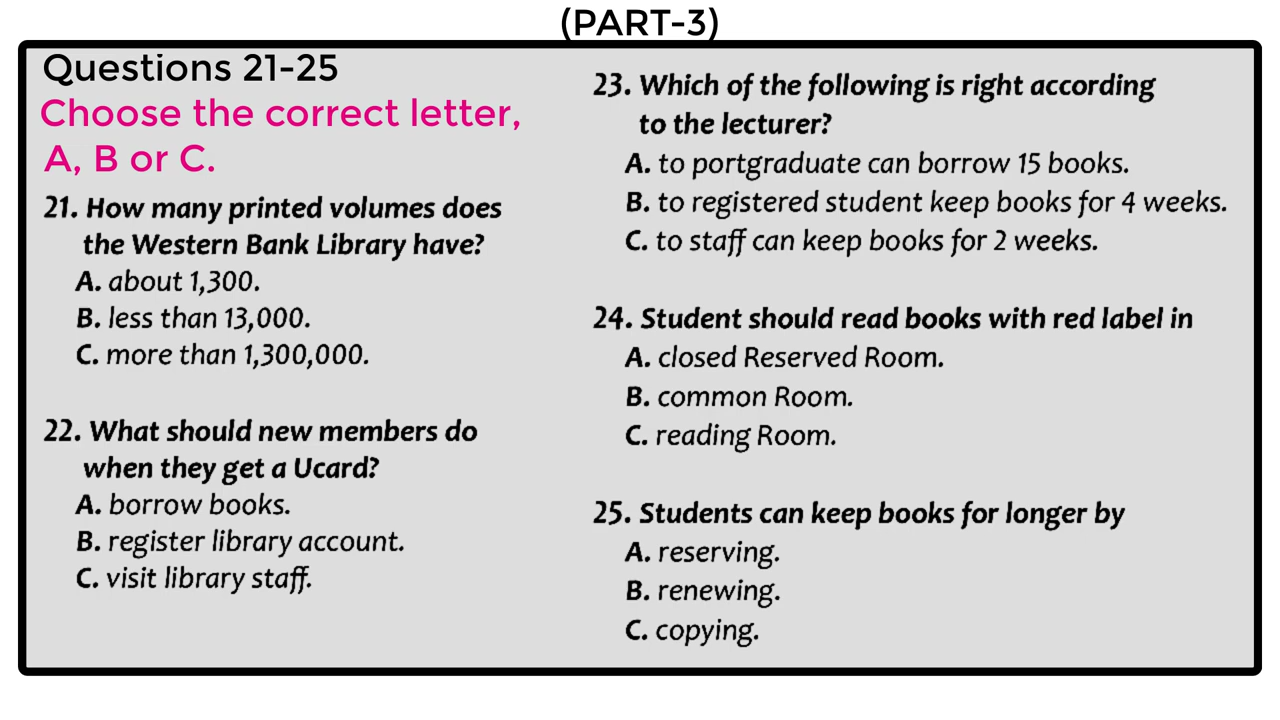 (PART-3)
Questions 21-25
Choose the correct letter,
A, B or C.
21. How many printed volumes does
the Western Bank Library have?
A. about 1,300.
B. less than 13,000.
C. more than 1,300,000.
22. What should new members do
when they get a Ucard?
A. borrow books.
B. register library account.
C. visit library staff.
23. Which of the following is right according
to the lecturer?
A. to portgraduate can borrow 15 books.
B. to registered student keep books for 4 weeks.
C. to staff can keep books for 2 weeks.
24. Student should read books with red label in
A. closed Reserved Room.
B. common Room.
C. reading Room.
25. Students can keep books for longer by
A. reserving.
B. renewing.
C. copying.